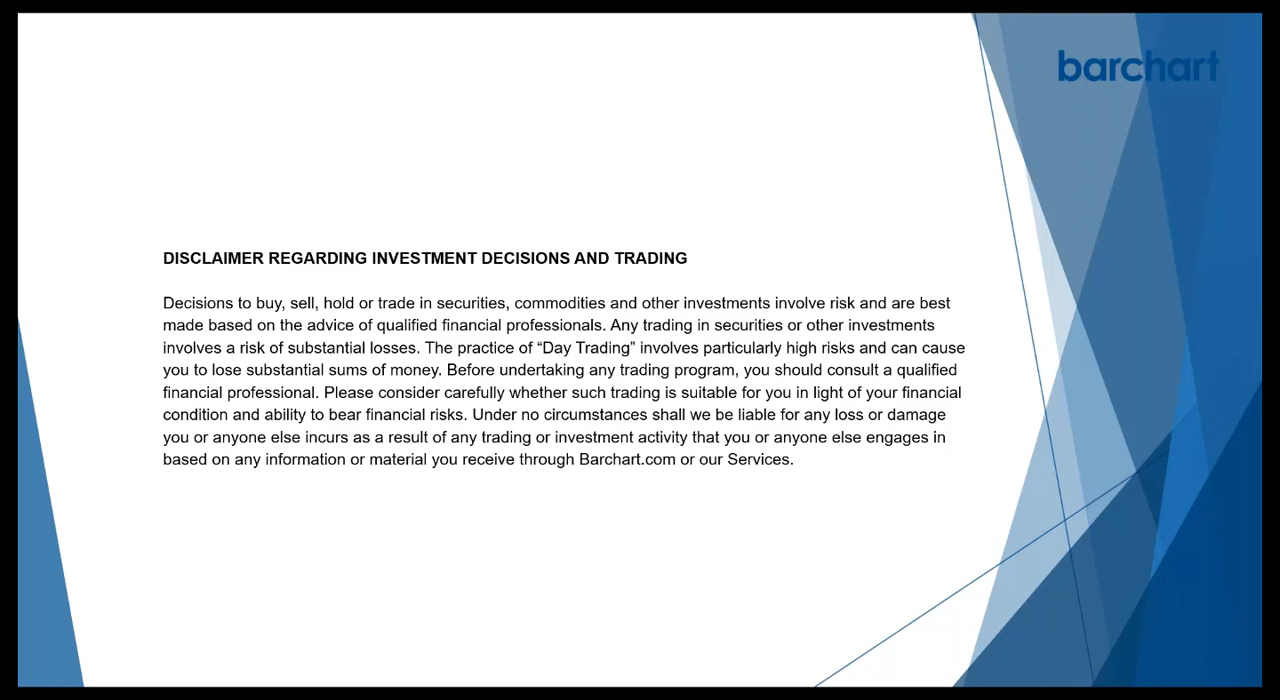 barchart
DISCLAIMER REGARDING INVESTMENT DECISIONS AND TRADING
Decisions to buy, sell, hold or trade in securities, commodities and other investments involve risk and are best
made based on the advice of qualified financial professionals. Any trading in securities or other investments
involves a risk of substantial losses. The practice of “Day Trading” involves particularly high risks and can cause
you to lose substantial sums of money. Before undertaking any trading program, you should consult a qualified
financial professional. Please consider carefully whether such trading is suitable for you in light of your financial
condition and ability to bear financial risks. Under no circumstances shall we be liable for any loss or damage
you or anyone else incurs as a result of any trading or investment activity that you or anyone else engages in
based on any information or material you receive through Barchart.com or our Services.